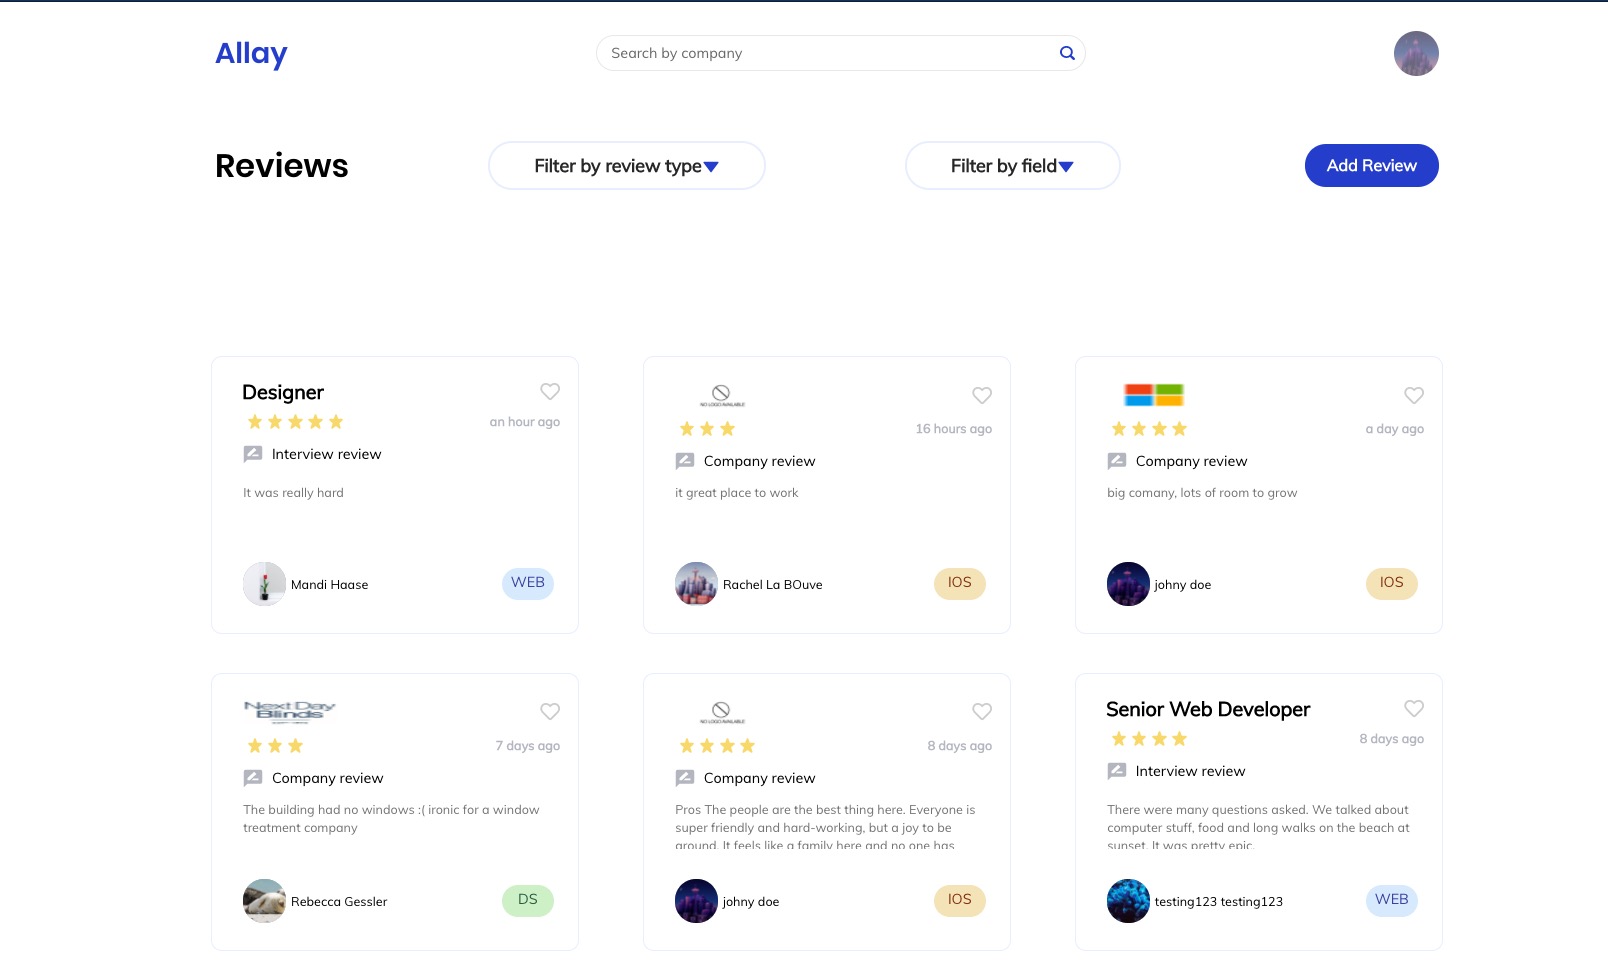 Allay
Search by company
Reviews
Filter by review type
Filter by field
Add Review
Designer
an hour ago
Interview review
It was really hard
Mandi Haase
WEB
NO LOGO AVAILABLE
16 hours ago
Company review
it great place to work
Rachel La BOuve
IOS
a day ago
Company review
big comany, lots of room to grow
johny doe
IOS
Next Day
Blinds
7 days ago
Company review
The building had no windows :( ironic for a window
treatment company
Rebecca Gessler
DS
NO LOGO AVAILABLE
8 days ago
Company review
Pros The people are the best thing here. Everyone is
super friendly and hard-working, but a joy to be
around. It feels like a family here and no one has
johny doe
IOS
Senior Web Developer
8 days ago
Interview review
There were many questions asked. We talked about
computer stuff, food and long walks on the beach at
sunset. It was pretty epic.
testing123 testing123
WEB